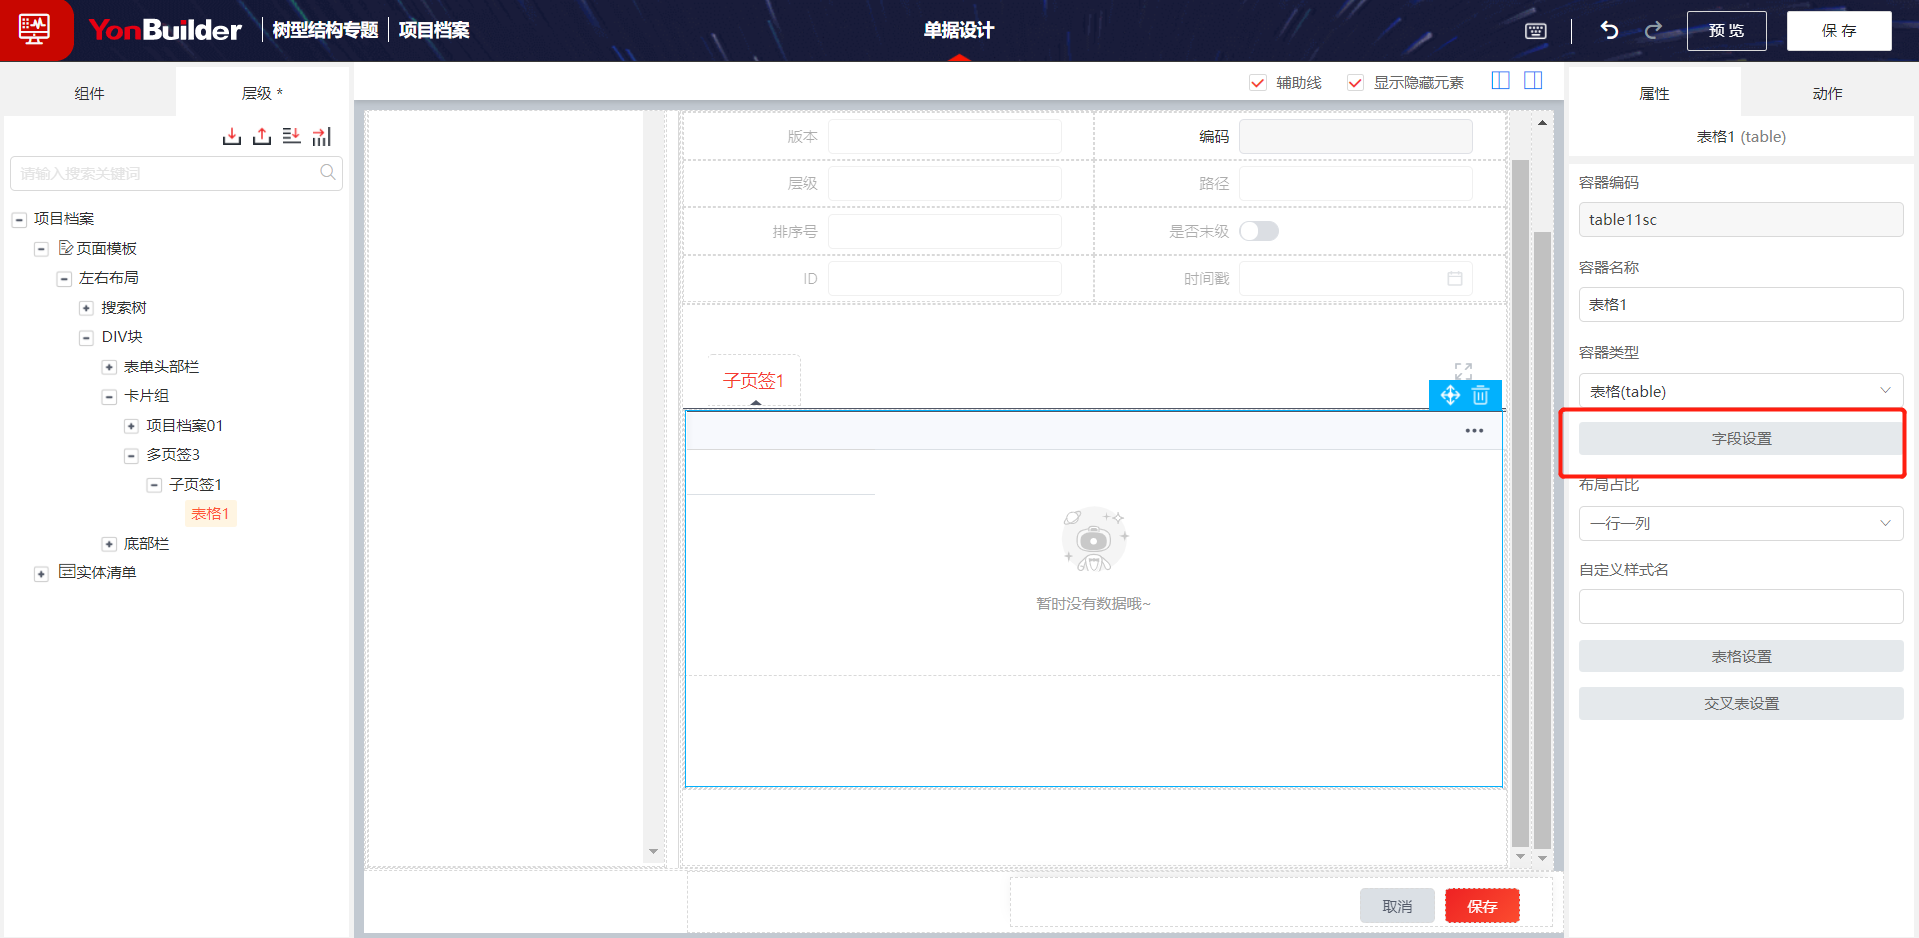 YonBuilder 树型结构专题 项目档案 单据设计 预 览 保 存
组件 层级 *
请输入搜索关键词
项目档案
页面模板
左右布局
搜索树
DIV块
表单头部栏
卡片组
项目档案01
多页签3
子页签1
表格1
底部栏
实体清单
辅助线 显示隐藏元素
版本 编码
层级 路径
排序号 是否末级
ID 时间戳
子页签1
暂时没有数据哦~
取消 保存
属性 动作
表格1 (table)
容器编码
table11sc
容器名称
表格1
容器类型
表格(table)
字段设置
布局占比
一行一列
自定义样式名
表格设置
交叉表设置